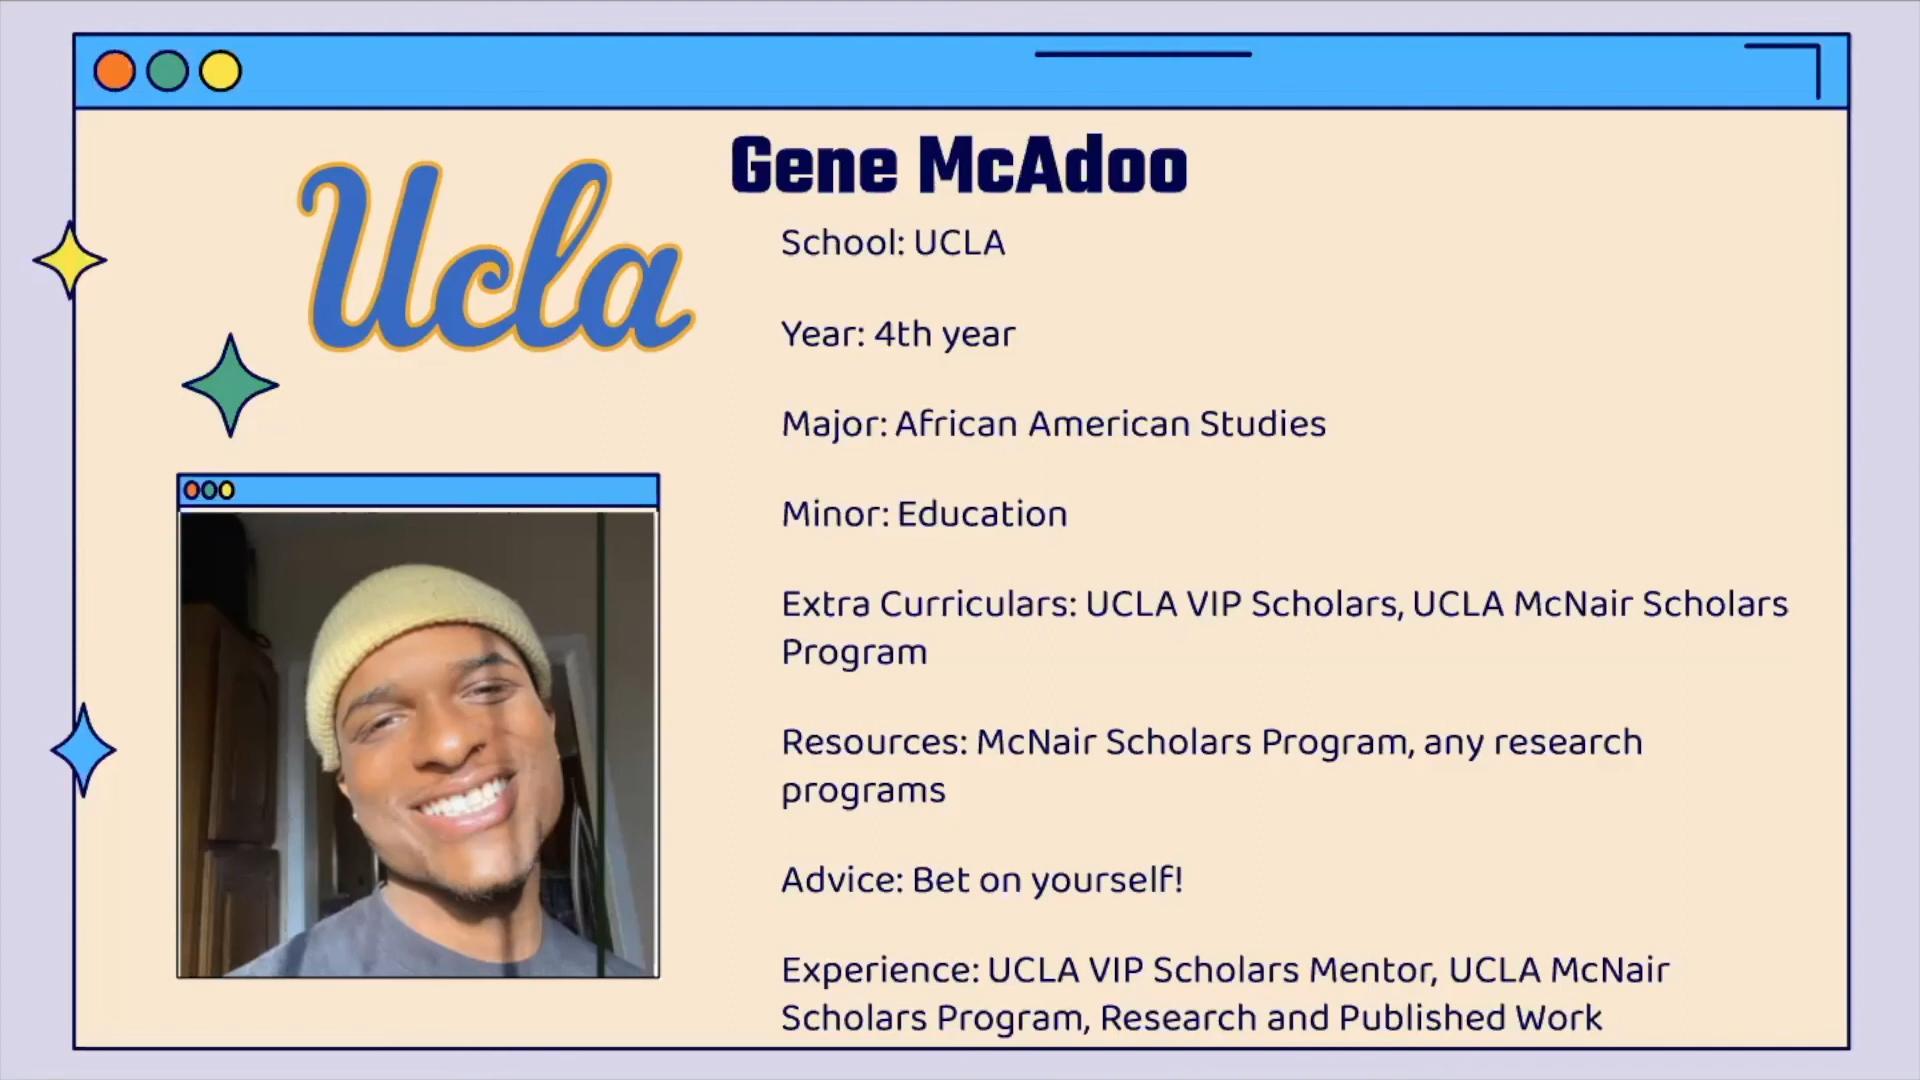 Ucla
Gene McAdoo
School: UCLA
Year: 4th year
Major: African American Studies
Minor: Education
Extra Curriculars: UCLA VIP Scholars, UCLA McNair Scholars
Program
Resources: McNair Scholars Program, any research
programs
Advice: Bet on yourself!
Experience: UCLA VIP Scholars Mentor, UCLA McNair
Scholars Program, Research and Published Work